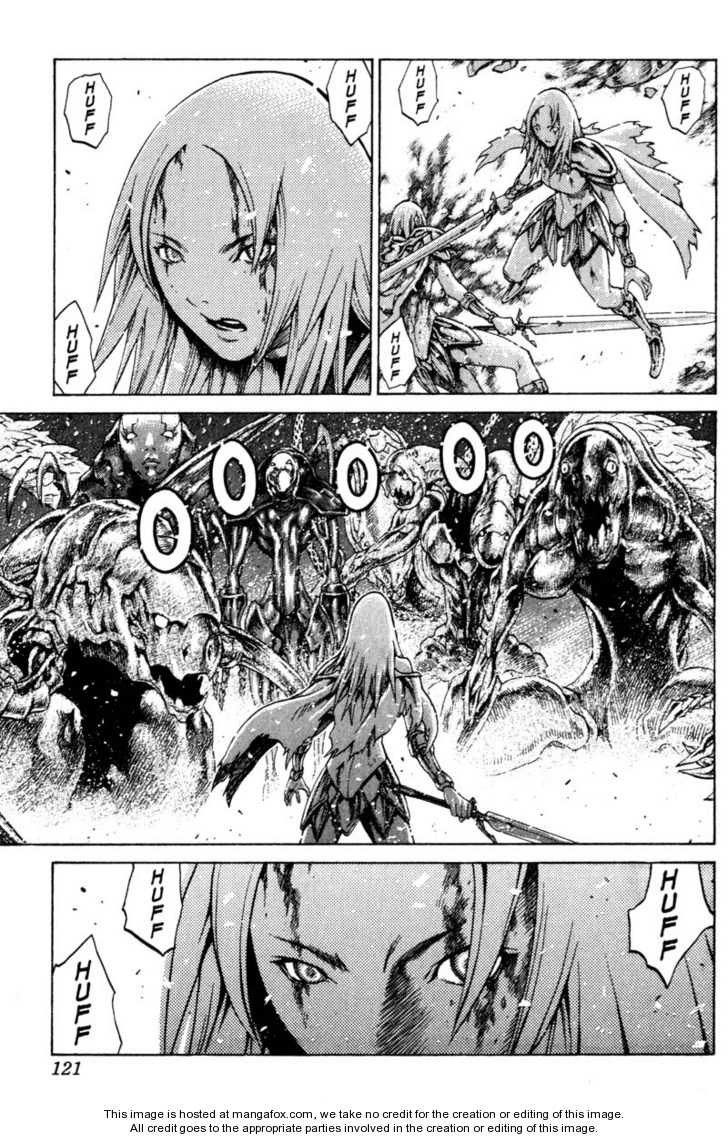 HUFF
HUFF
HUFF
HUFF
HUFF
HUFF
O O O O O
HUFF
HUFF
HUFF
121
This image is hosted at mangafox.com, we take no credit for the creation or editing of this image.
All credit goes to the appropriate parties involved in the creation or editing of this image.